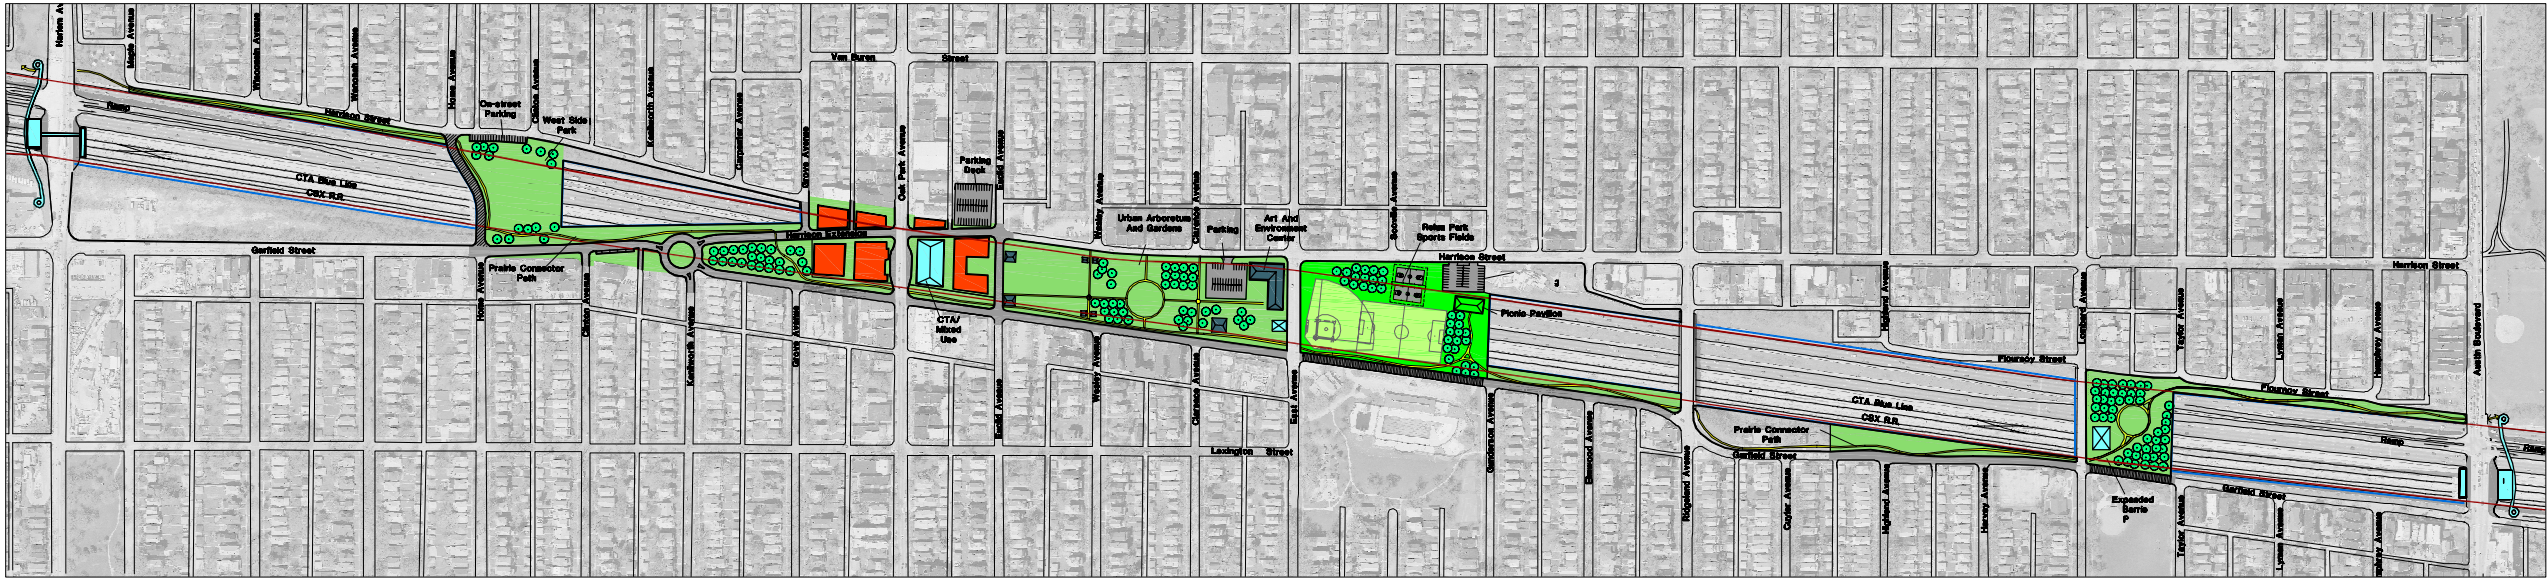 Harlem Av
Maple Avenue
Wisconsin Avenue
Wenonah Avenue
Home Avenue
Clinton Avenue
Kenilworth Avenue
Carpenter Avenue
Grove Avenue
Oak Park Avenue
Euclid Avenue
Wesley Avenue
Clarence Avenue
Scoville Avenue
Van Buren
Street
Ramp
Harrison Street
On-street
Parking
West Side
Park
Parking
Deck
CTA Blue Line
CSX R.R.
Garfield Street
Prairie Connector
Path
Harrison Extension
Urban Arboretum
And Gardens
Parking
Art And
Environment
Center
Rehm Park
Sports Fields
Harrison Street
Picnic Pavilion
CTA/
Mixed
Use
Home Avenue
Clinton Avenue
Kenilworth Avenue
Grove Avenue
Euclid Avenue
Wesley Avenue
Clarence Avenue
East Avenue
Lexington
Street
Gunderson Avenue
Elmwood Avenue
Ridgeland Avenue
Cuyler Avenue
Highland Avenue
Highland Avenue
Harvey Avenue
Lombard Avenue
Taylor Avenue
Lyman Avenue
Humphrey Avenue
Austin Boulevard
Harrison Street
Flournoy Street
Flournoy Street
CTA Blue Line
CSX R.R.
Prairie Connector
Path
Garfield Street
Ramp
Ramp
Garfield Street
Expanded
Barrie
P
Taylor Avenue
Lyman Avenue
mphrey Avenue